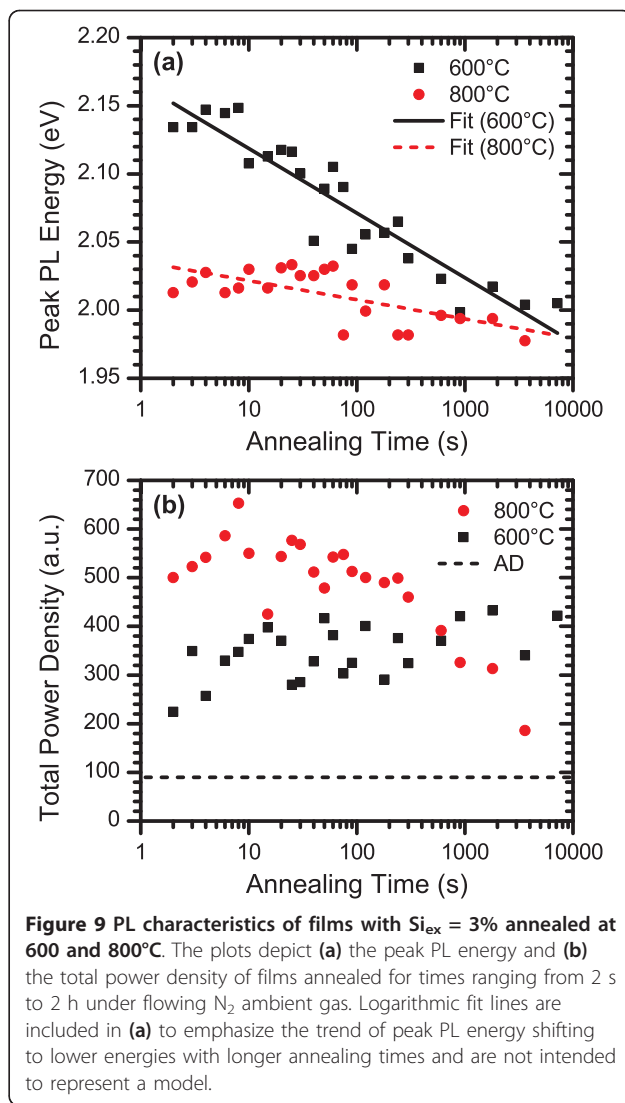 (a)
600°C
800°C
Fit (600°C)
Fit (800°C)
2.20
2.15
2.10
2.05
2.00
1.95
Peak PL Energy (eV)
1 10 100 1000 10000
Annealing Time (s)
(b)
800°C
600°C
AD
700
600
500
400
300
200
100
0
Total Power Density (a.u.)
1 10 100 1000 10000
Annealing Time (s)
Figure 9 PL characteristics of films with Siex = 3% annealed at
600 and 800°C. The plots depict (a) the peak PL energy and (b)
the total power density of films annealed for times ranging from 2 s
to 2 h under flowing N2 ambient gas. Logarithmic fit lines are
included in (a) to emphasize the trend of peak PL energy shifting
to lower energies with longer annealing times and are not intended
to represent a model.